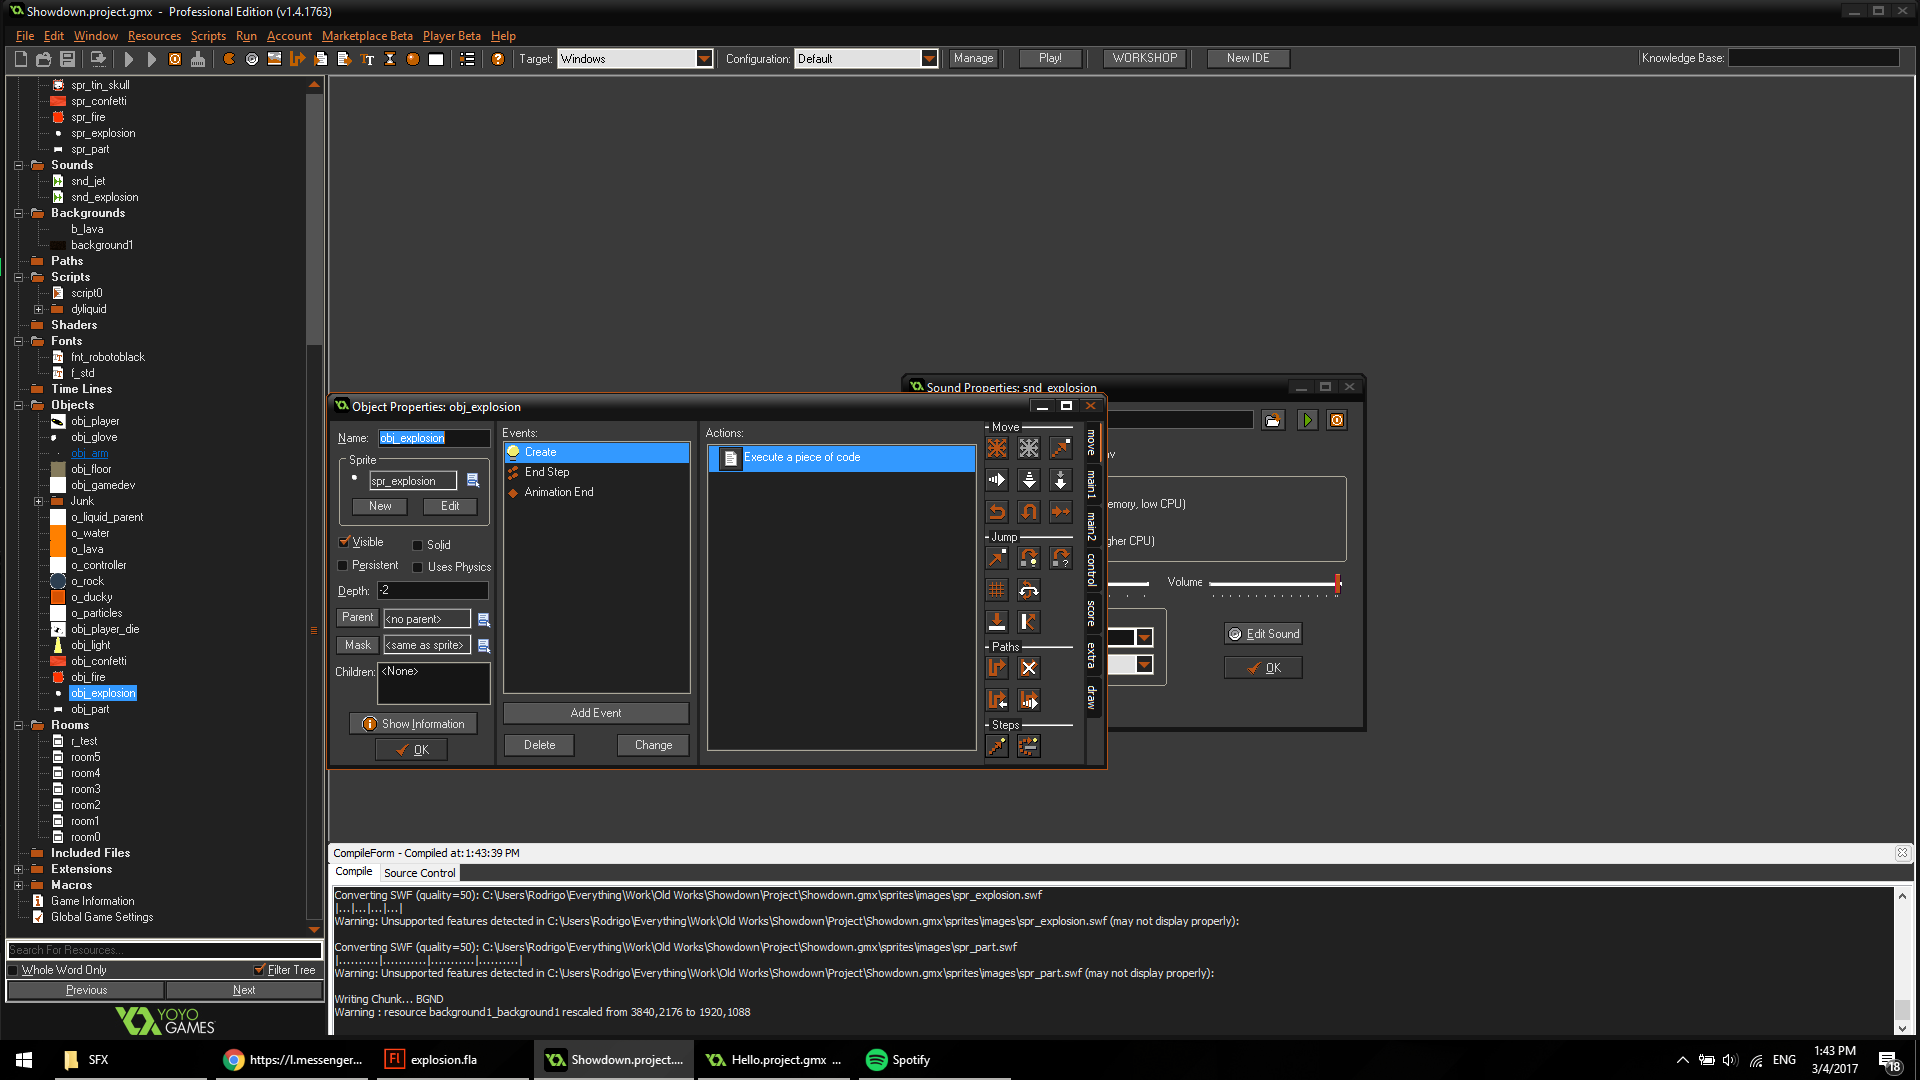 Showdown.project.gmx - Professional Edition (v1.4.1763)
File Edit Window Resources Scripts Run Account Marketplace Beta Player Beta Help
Target: Windows Configuration: Default Manage Play! WORKSHOP New IDE Knowledge Base:
spr_tin_skull
spr_confetti
spr_fire
spr_explosion
spr_part
Sounds
snd_jet
snd_explosion
Backgrounds
b_lava
background1
Paths
Scripts
script0
dyliquid
Shaders
Fonts
fnt_robotoblack
f_std
Time Lines
Objects
obj_player
obj_glove
obj_arm
obj_floor
obj_gamedev
Junk
o_liquid_parent
o_water
o_lava
o_controller
o_rock
o_ducky
o_particles
obj_player_die
obj_light
obj_confetti
obj_fire
obj_explosion
obj_part
Rooms
r_test
room5
room4
room3
room2
room1
room0
Included Files
Extensions
Macros
Game Information
Global Game Settings
Search For Resources...
Whole Word Only Filter Tree
Previous Next
YOYO
GAMES
Object Properties: obj_explosion
Name: obj_explosion
Sprite
spr_explosion
New Edit
Visible Solid
Persistent Uses Physics
Depth: -2
Parent <no parent>
Mask <same as sprite>
Children: <None>
Show Information
OK
Events:
Create
End Step
Animation End
Add Event
Delete Change
Actions:
Execute a piece of code
Move
Jump
Paths
Steps
move
main1
main2
control
score
extra
draw
Sound Properties: snd_explosion
av
emory, low CPU)
gher CPU)
Volume
Edit Sound
OK
CompileForm - Compiled at:1:43:39 PM
Compile Source Control
Converting SWF (quality=50): C:\Users\Rodrigo\Everything\Work\Old Works\Showdown\Project\Showdown.gmx\sprites\images\spr_explosion.swf
|...|...|...|...|
Warning: Unsupported features detected in C:\Users\Rodrigo\Everything\Work\Old Works\Showdown\Project\Showdown.gmx\sprites\images\spr_explosion.swf (may not display properly):
Converting SWF (quality=50): C:\Users\Rodrigo\Everything\Work\Old Works\Showdown\Project\Showdown.gmx\sprites\images\spr_part.swf
|..........|...........|...........|..........|
Warning: Unsupported features detected in C:\Users\Rodrigo\Everything\Work\Old Works\Showdown\Project\Showdown.gmx\sprites\images\spr_part.swf (may not display properly):
Writing Chunk... BGND
Warning : resource background1_background1 rescaled from 3840,2176 to 1920,1088
SFX
https://l.messenger...
explosion.fla
Showdown.project....
Hello.project.gmx ...
Spotify
ENG
1:43 PM
3/4/2017
18